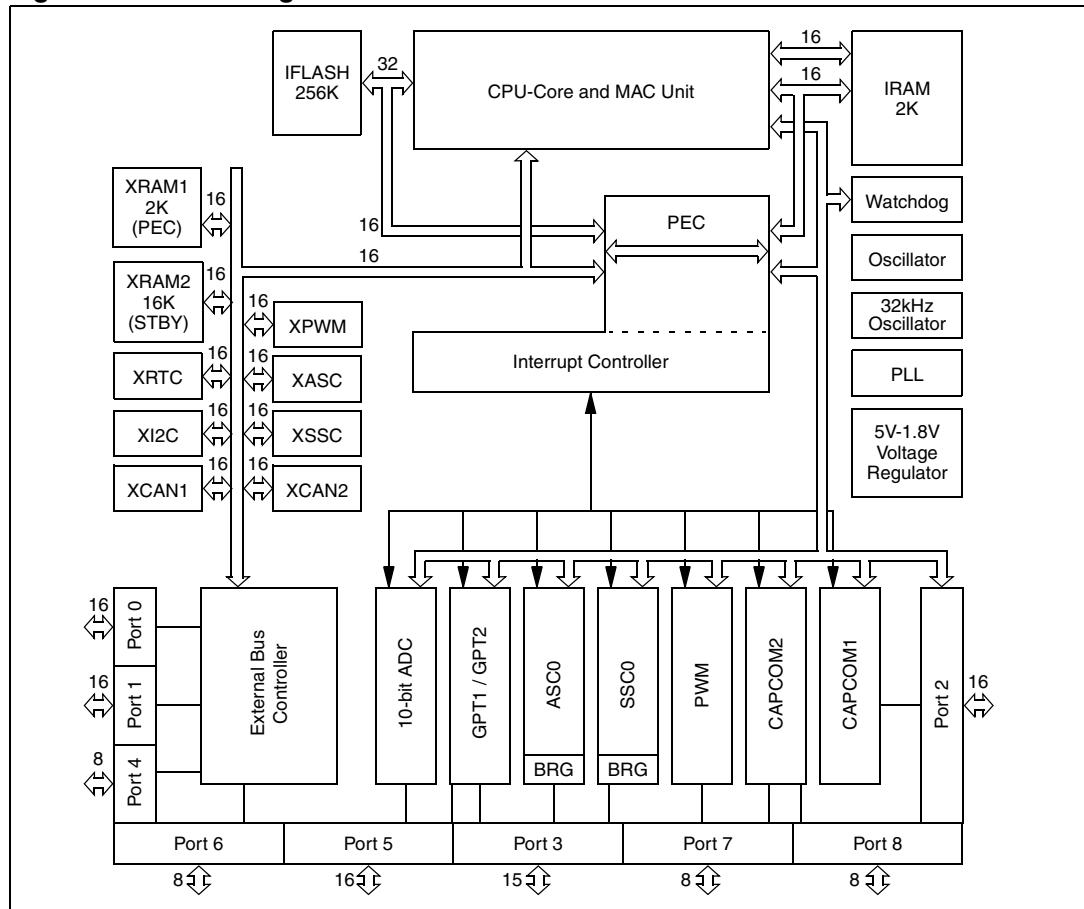 IFLASH
256K
32
CPU-Core and MAC Unit
16
16
IRAM
2K
XRAM1
2K
(PEC)
16
16
16
PEC
Watchdog
Oscillator
32kHz
Oscillator
PLL
5V-1.8V
Voltage
Regulator
XRAM2
16K
(STBY)
16
16
XPWM
Interrupt Controller
XRTC
16
16
XASC
XI2C
16
16
XSSC
XCAN1
16
16
XCAN2
16
Port 0
16
Port 1
8
Port 4
External Bus
Controller
10-bit ADC
GPT1 / GPT2
ASC0
BRG
SSC0
BRG
PWM
CAPCOM2
CAPCOM1
Port 2
16
Port 6
Port 5
Port 3
Port 7
Port 8
8
16
15
8
8